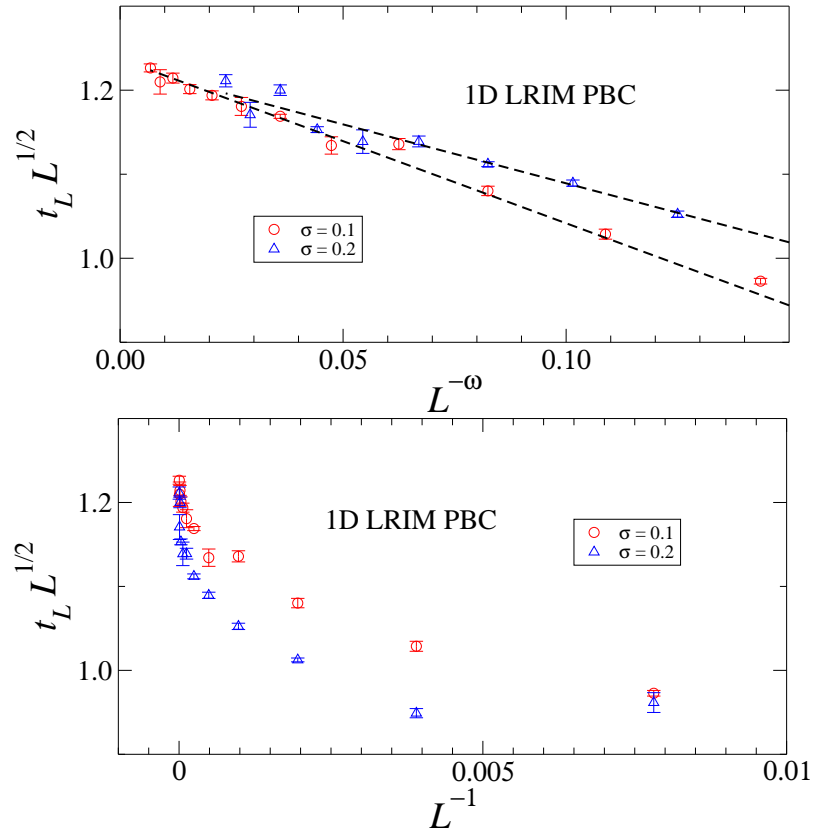 1.2
1.0
t_L L^{1/2}
1D LRIM PBC
σ = 0.1
σ = 0.2
0.00
0.05
0.10
L^{-ω}
1.2
1.0
t_L L^{1/2}
1D LRIM PBC
σ = 0.1
σ = 0.2
0
0.005
0.01
L^{-1}